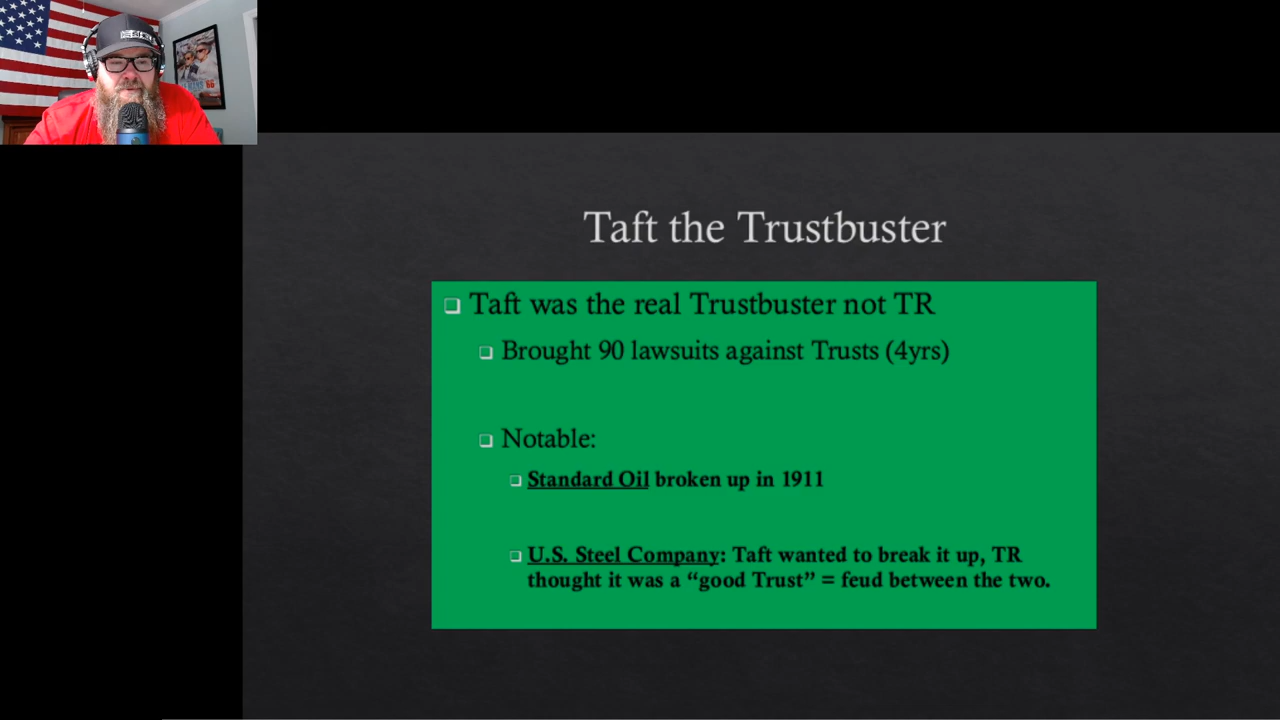 Taft the Trustbuster
Taft was the real Trustbuster not TR
Brought 90 lawsuits against Trusts (4yrs)
Notable:
Standard Oil broken up in 1911
U.S. Steel Company: Taft wanted to break it up, TR
thought it was a “good Trust” = feud between the two.